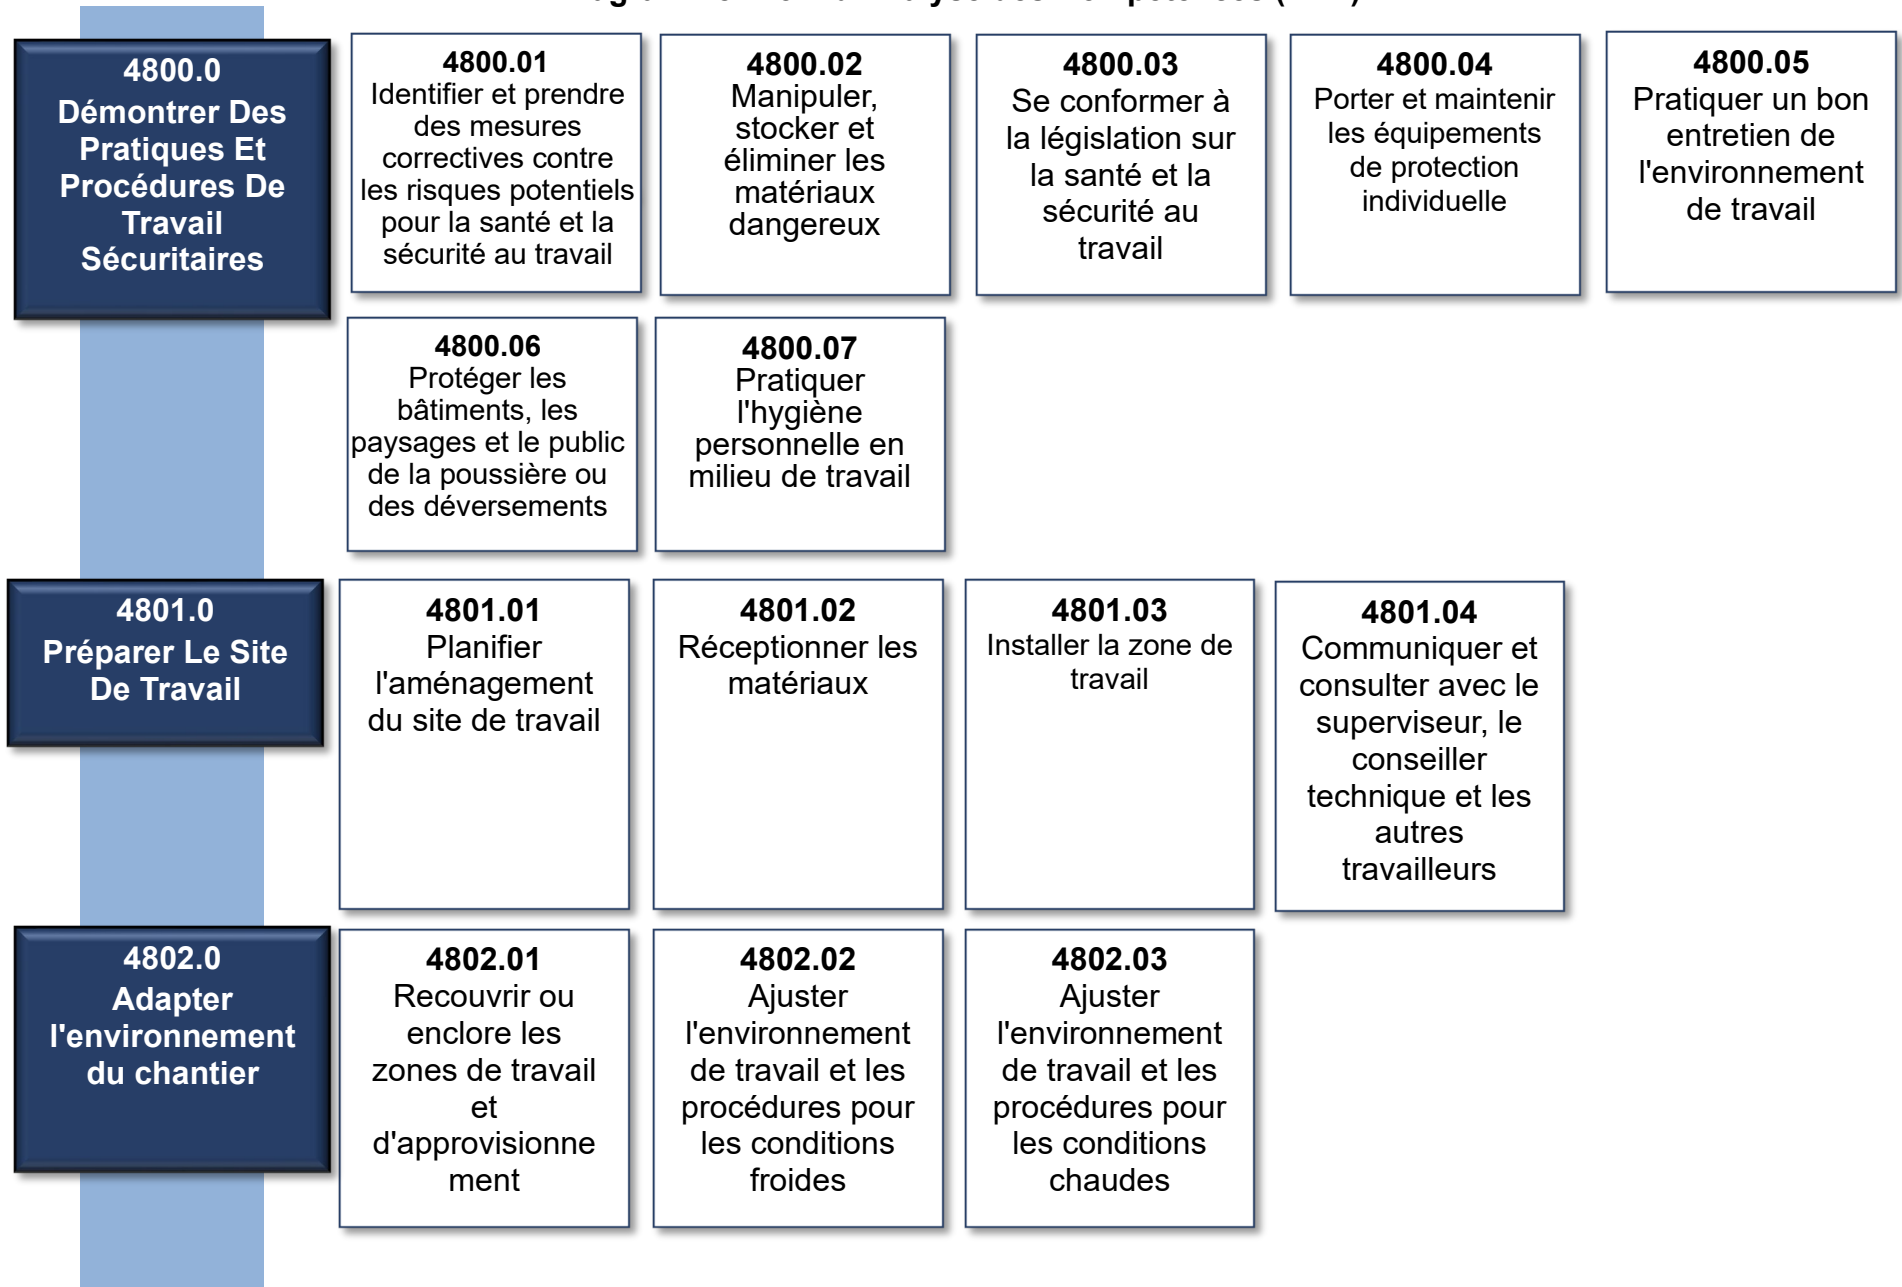 4800.0
Démontrer Des
Pratiques Et
Procédures De
Travail
Sécuritaires
4800.01
Identifier et prendre
des mesures
correctives contre
les risques potentiels
pour la santé et la
sécurité au travail
4800.02
Manipuler,
stocker et
éliminer les
matériaux
dangereux
4800.03
Se conformer à
la législation sur
la santé et la
sécurité au
travail
4800.04
Porter et maintenir
les équipements
de protection
individuelle
4800.05
Pratiquer un bon
entretien de
l'environnement
de travail
4800.06
Protéger les
bâtiments, les
paysages et le public
de la poussière ou
des déversements
4800.07
Pratiquer
l'hygiène
personnelle en
milieu de travail
4801.0
Préparer Le Site
De Travail
4801.01
Planifier
l'aménagement
du site de travail
4801.02
Réceptionner les
matériaux
4801.03
Installer la zone de
travail
4801.04
Communiquer et
consulter avec le
superviseur, le
conseiller
technique et les
autres
travailleurs
4802.0
Adapter
l'environnement
du chantier
4802.01
Recouvrir ou
enclore les
zones de travail
et
d'approvisionne
ment
4802.02
Ajuster
l'environnement
de travail et les
procédures pour
les conditions
froides
4802.03
Ajuster
l'environnement
de travail et les
procédures pour
les conditions
chaudes